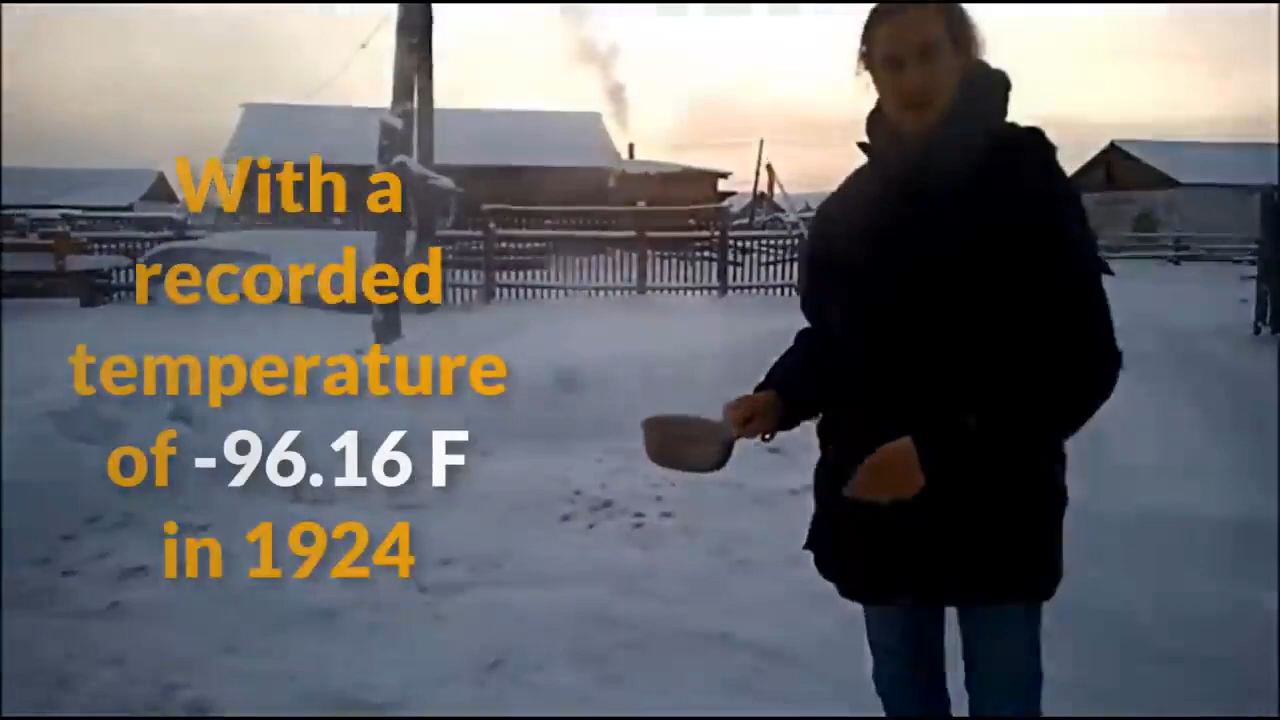 With a
recorded
temperature
of -96.16 F
in 1924